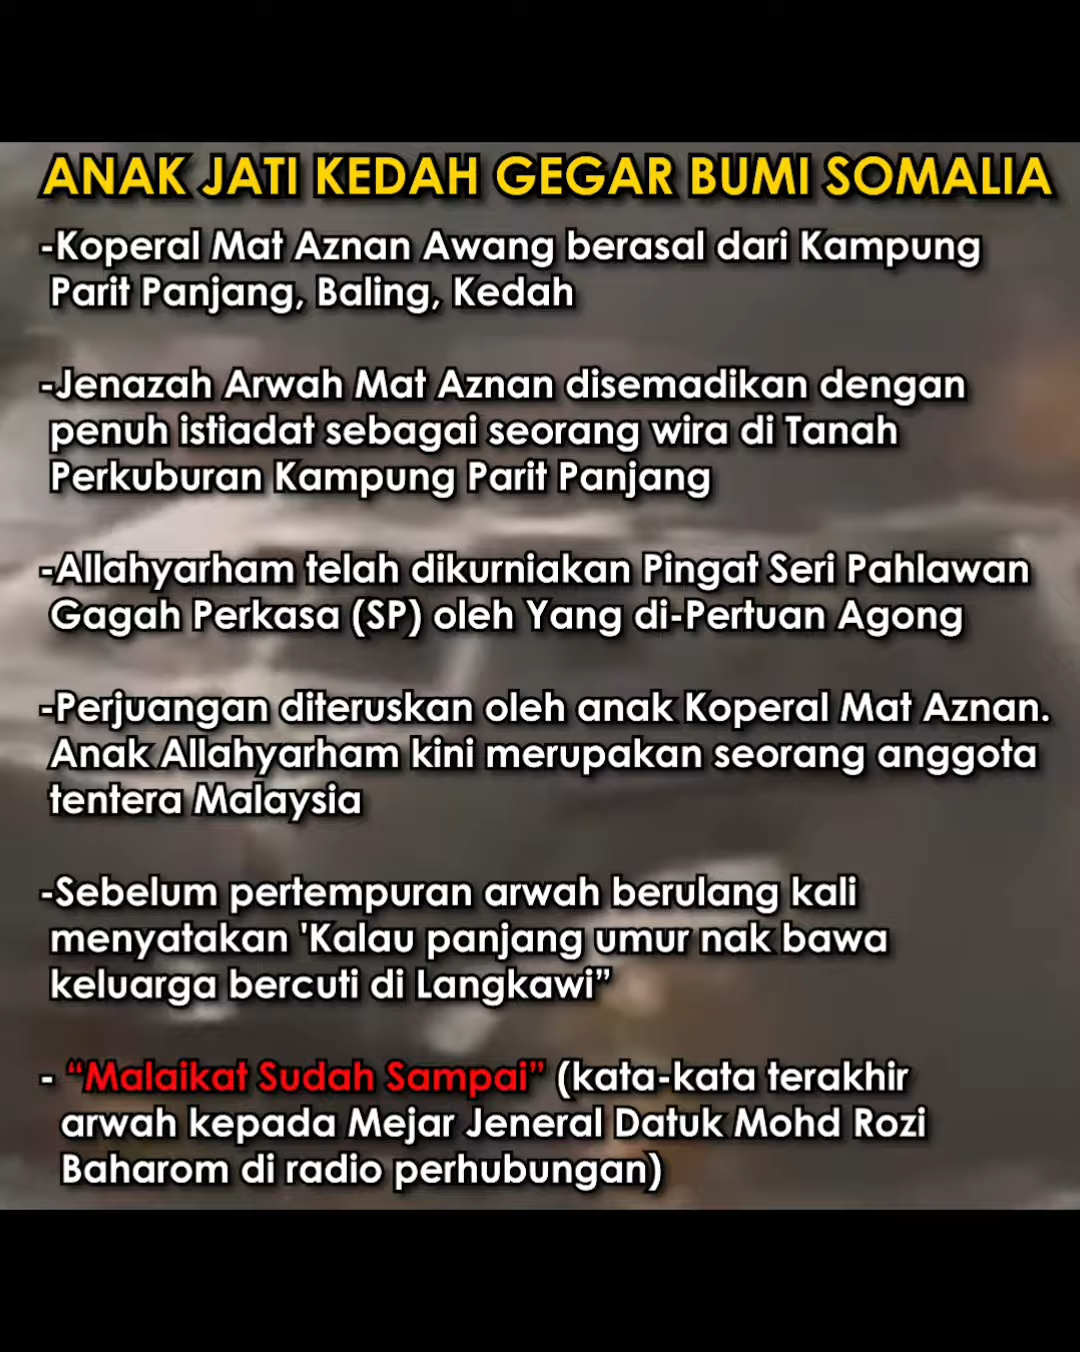 ANAK JATI KEDAH GEGAR BUMI SOMALIA
-Koperal Mat Aznan Awang berasal dari Kampung
Parit Panjang, Baling, Kedah
-Jenazah Arwah Mat Aznan disemadikan dengan
penuh istiadat sebagai seorang wira di Tanah
Perkuburan Kampung Parit Panjang
-Allahyarham telah dikurniakan Pingat Seri Pahlawan
Gagah Perkasa (SP) oleh Yang di-Pertuan Agong
-Perjuangan diteruskan oleh anak Koperal Mat Aznan.
Anak Allahyarham kini merupakan seorang anggota
tentera Malaysia
-Sebelum pertempuran arwah berulang kali
menyatakan 'Kalau panjang umur nak bawa
keluarga bercuti di Langkawi”
- “Malaikat Sudah Sampai” (kata-kata terakhir
arwah kepada Mejar Jeneral Datuk Mohd Rozi
Baharom di radio perhubungan)